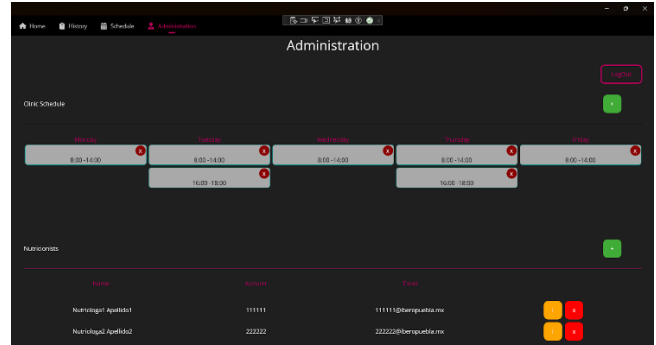 Home History Schedule Administration
Administration
LogOut
Clinic Schedule +
Monday Tuesday Wednesday Thursday Friday
x x x x x
8:00 -14:00 8:00 -14:00 8:00 -14:00 8:00 -14:00 8:00 -14:00
x x
16:00 -18:00 16:00 -18:00
Nutricionists +
Name Number Email
Nutriologa1 Apellido1 111111 111111@iberopuebla.mx x
Nutriologa2 Apellido2 222222 222222@iberopuebla.mx x